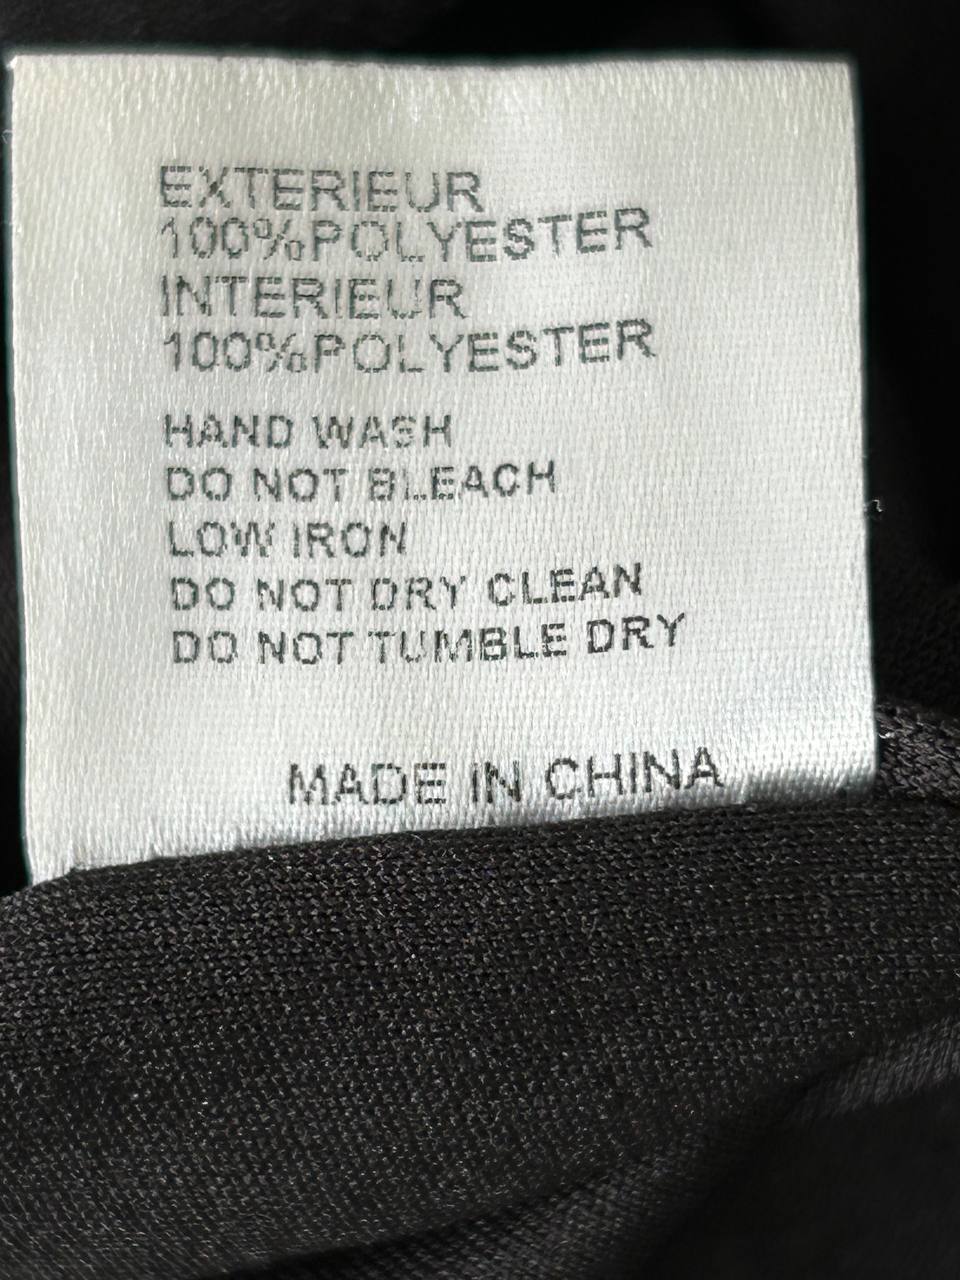 EXTERIEUR
100%POLYESTER
INTERIEUR
100%POLYESTER
HAND WASH
DO NOT BLEACH
LOW IRON
DO NOT DRY CLEAN
DO NOT TUMBLE DRY
MADE IN CHINA